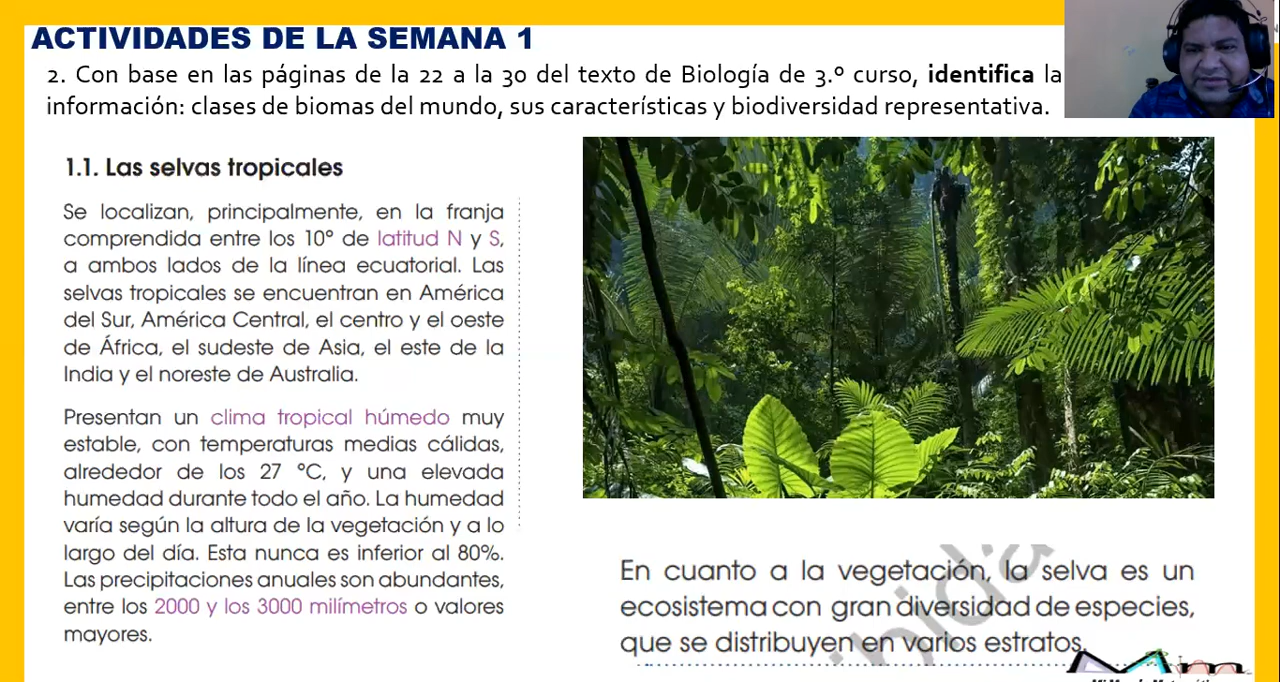 ACTIVIDADES DE LA SEMANA 1
2. Con base en las páginas de la 22 a la 30 del texto de Biología de 3.º curso, identifica la
información: clases de biomas del mundo, sus características y biodiversidad representativa.
1.1. Las selvas tropicales
Se localizan, principalmente, en la franja
comprendida entre los 10° de latitud N y S,
a ambos lados de la línea ecuatorial. Las
selvas tropicales se encuentran en América
del Sur, América Central, el centro y el oeste
de África, el sudeste de Asia, el este de la
India y el noreste de Australia.
Presentan un clima tropical húmedo muy
estable, con temperaturas medias cálidas,
alrededor de los 27 °C, y una elevada
humedad durante todo el año. La humedad
varía según la altura de la vegetación y a lo
largo del día. Esta nunca es inferior al 80%.
Las precipitaciones anuales son abundantes,
entre los 2000 y los 3000 milímetros o valores
mayores.
En cuanto a la vegetación, la selva es un
ecosistema con gran diversidad de especies,
que se distribuyen en varios estratos.